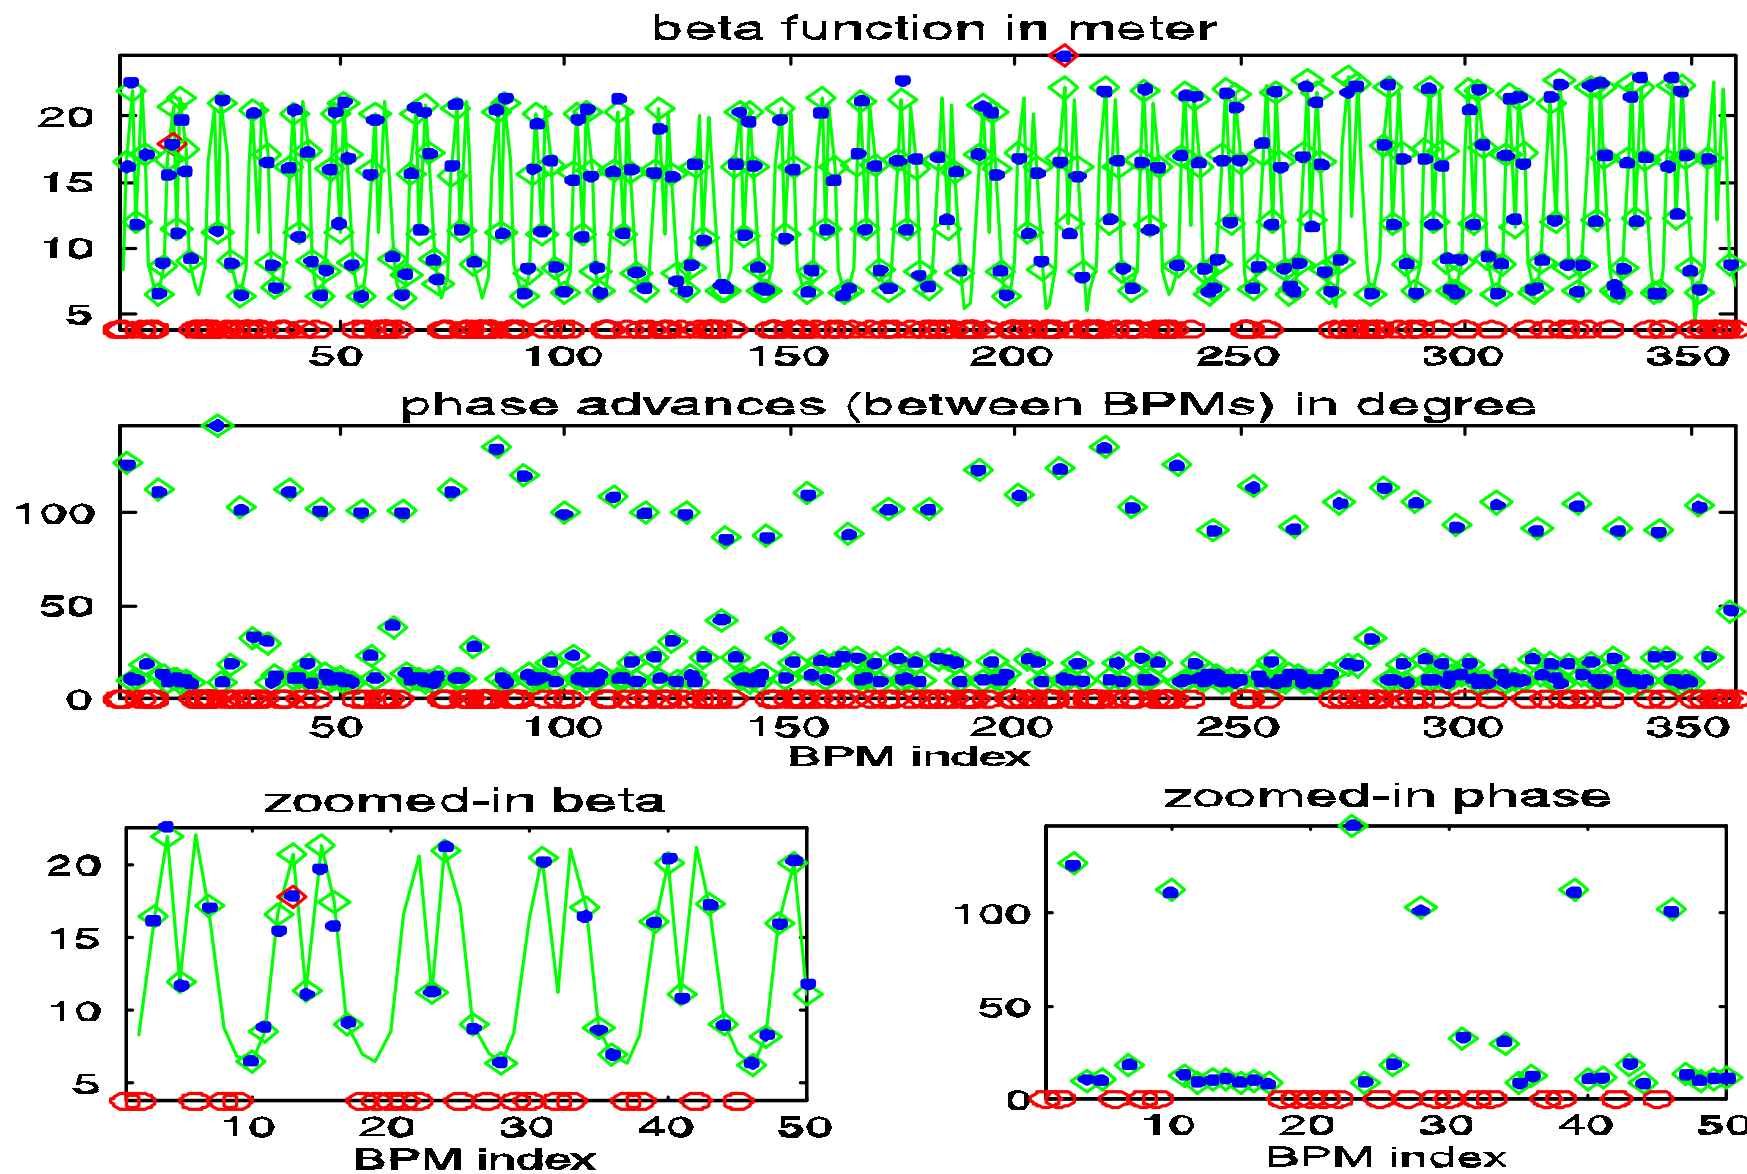 beta function in meter
20
15
10
5
50 100 150 200 250 300 350
phase advances (between BPMs) in degree
100
50
0
50 100 150 200 250 300 350
BPM index
zoomed-in beta
20
15
10
5
10 20 30 40 50
BPM index
zoomed-in phase
100
50
0
10 20 30 40 50
BPM index